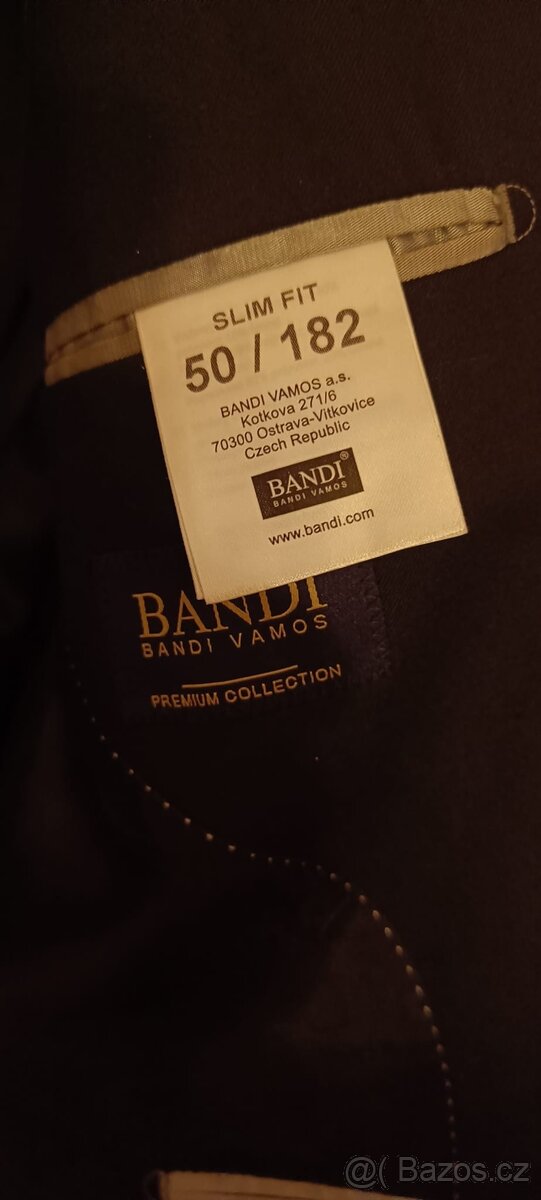 SLIM FIT
50 / 182
BANDI VAMOS a.s.
Kotkova 271/6
70300 Ostrava-Vitkovice
Czech Republic
BANDI®
BANDI VAMOS
www.bandi.com
BANDI
BANDI VAMOS
PREMIUM COLLECTION
@( Bazos.cz